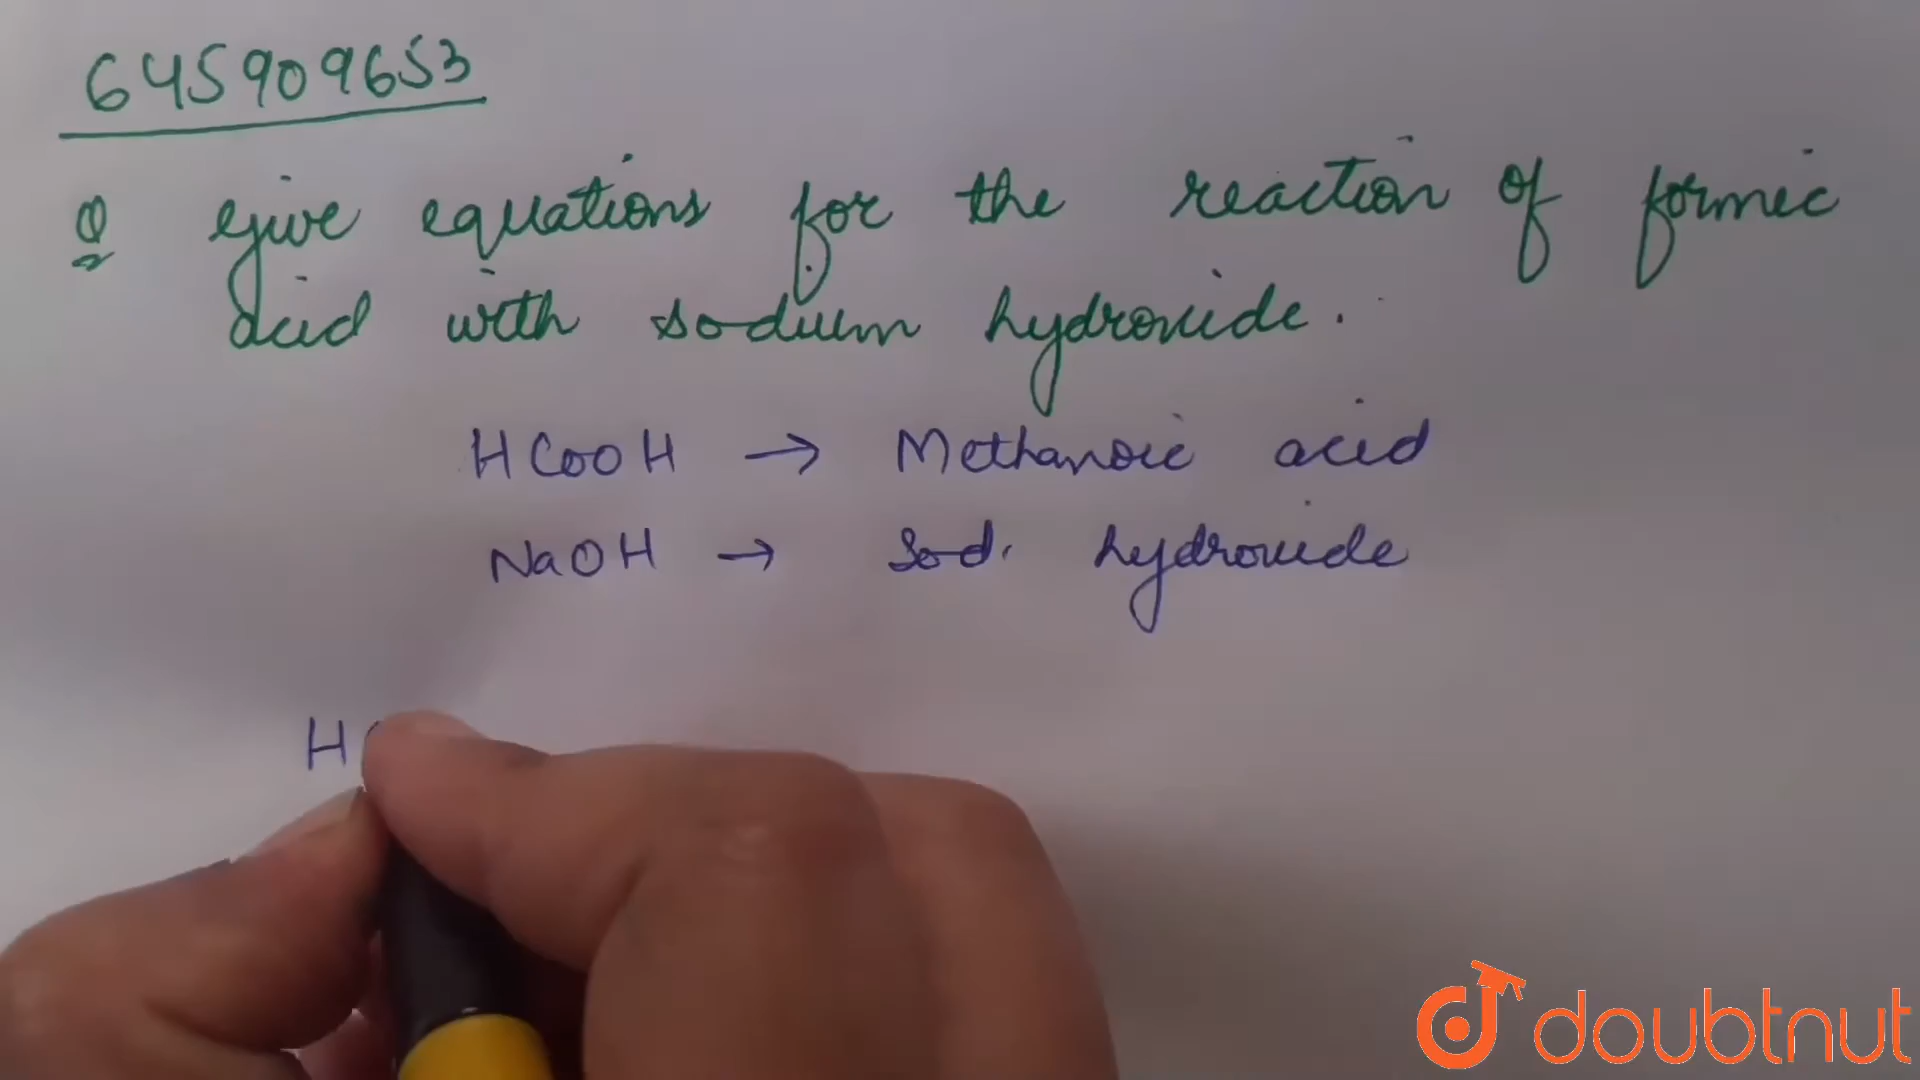 645909653
Q Give equations for the reaction of formic
acid with sodium hydroxide.
HCOOH → Methanoic acid
NaOH → Sod. hydroxide
H
doubtnut